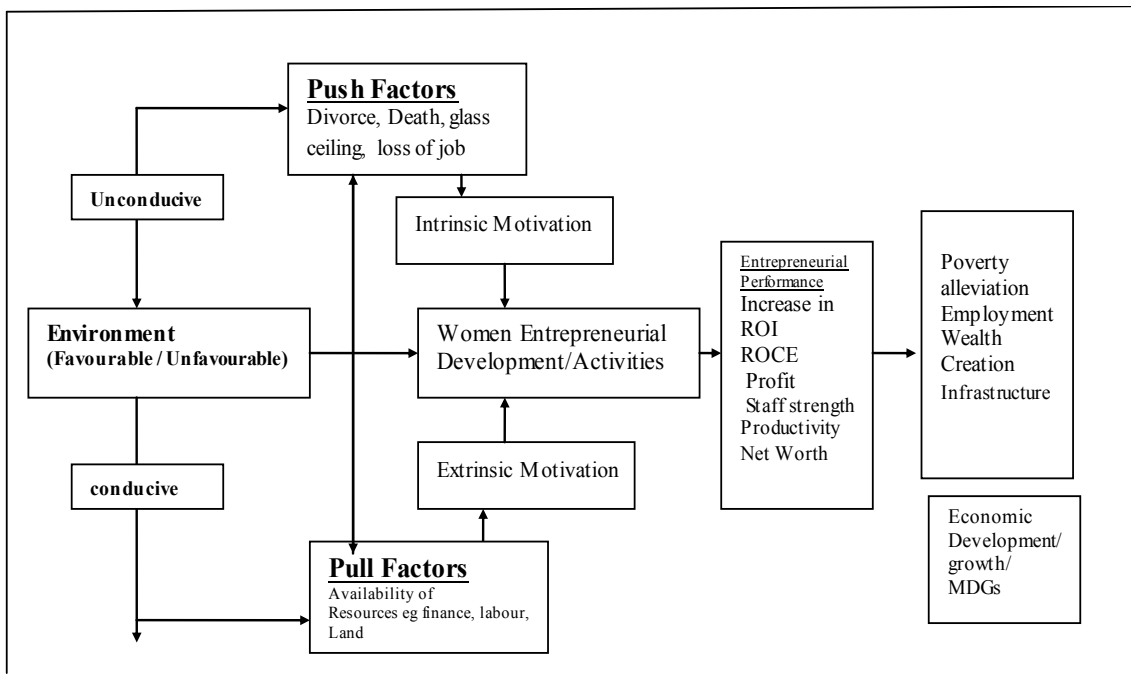 Push Factors
Divorce, Death, glass
ceiling, loss of job
Unconducive
Intrinsic Motivation
Environment
(Favourable / Unfavourable)
Women Entrepreneurial
Development/Activities
Entrepreneurial
Performance
Increase in
ROI
ROCE
Profit
Staff strength
Productivity
Net Worth
Poverty
alleviation
Employment
Wealth
Creation
Infrastructure
conducive
Extrinsic Motivation
Pull Factors
Availability of
Resources eg finance, labour,
Land
Economic
Development/
growth/
MDGs